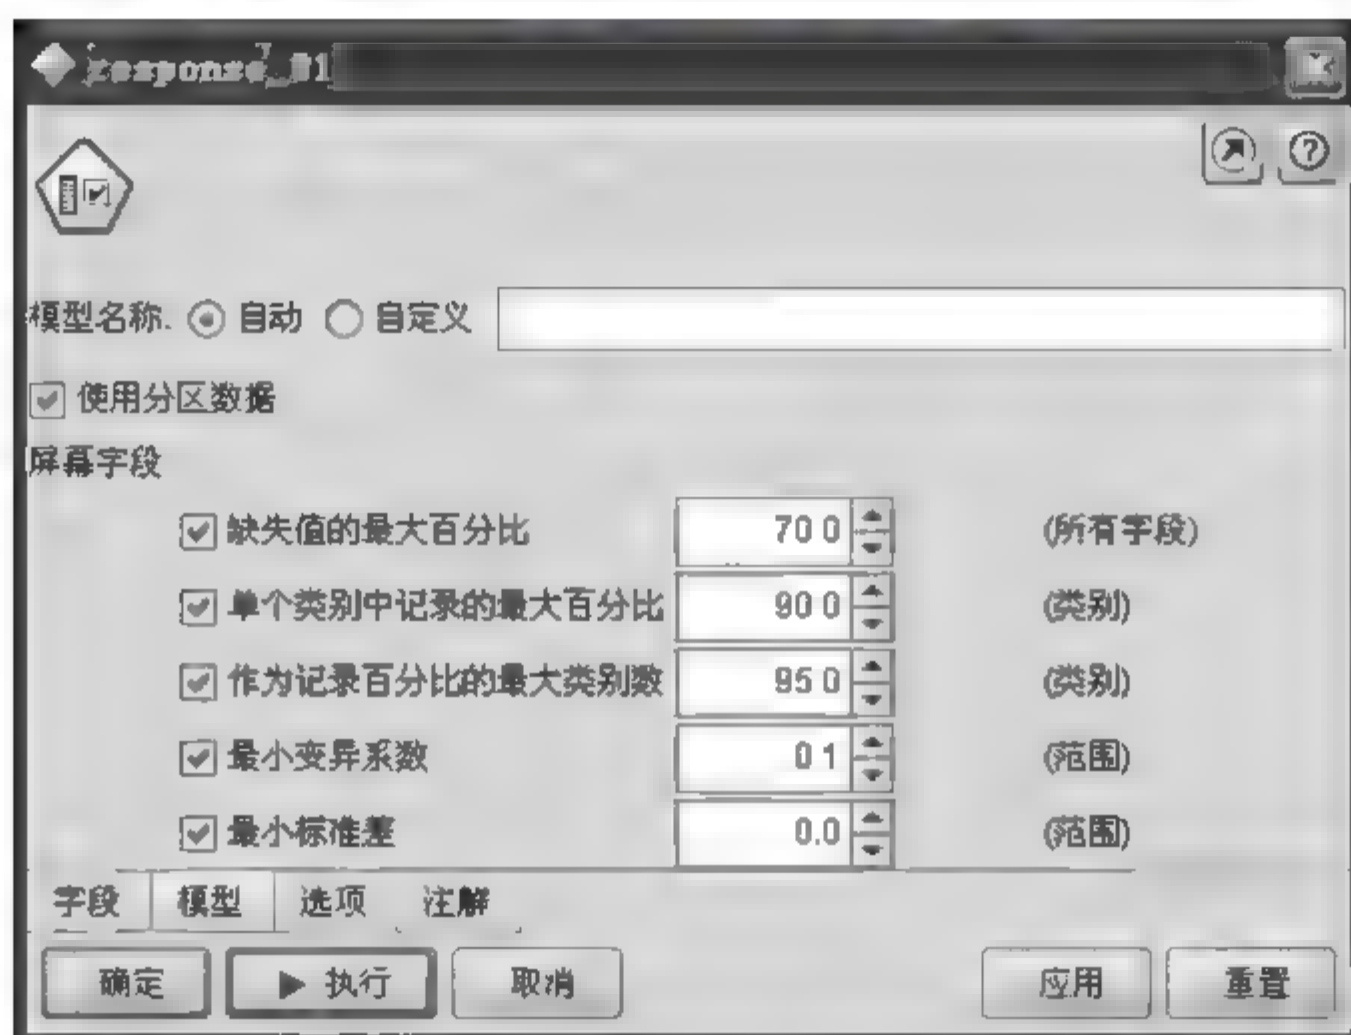 response_01
模型名称. 自动 自定义
使用分区数据
屏幕字段
缺失值的最大百分比 70 0 (所有字段)
单个类别中记录的最大百分比 90 0 (类别)
作为记录百分比的最大类别数 95 0 (类别)
最小变异系数 0 1 (范围)
最小标准差 0.0 (范围)
字段 模型 选项 注解
确定 执行 取消 应用 重置